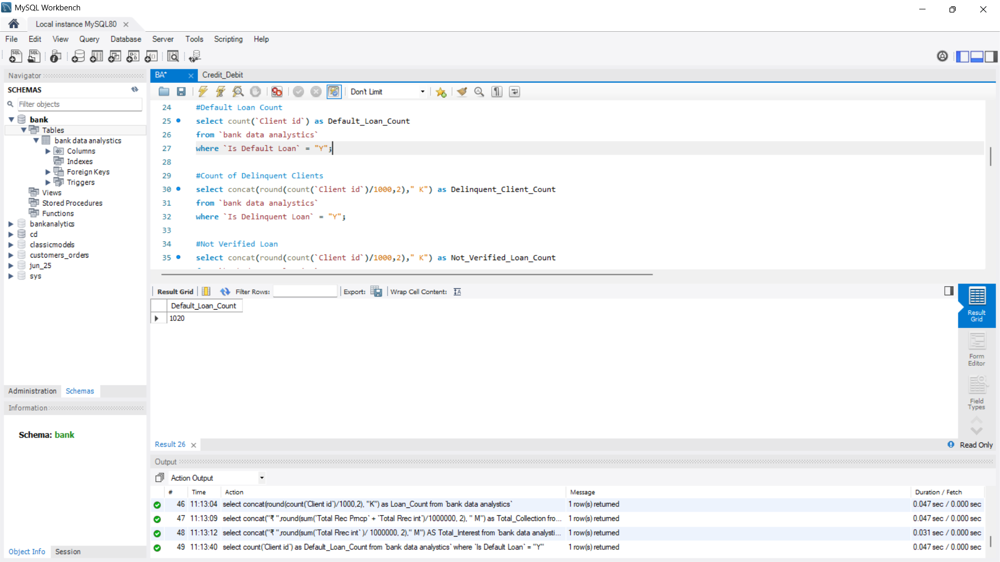 MySQL Workbench
Local instance MySQL80
File Edit View Query Database Server Tools Scripting Help
Navigator
SCHEMAS
Filter objects
bank
Tables
bank data analystics
Columns
Indexes
Foreign Keys
Triggers
Views
Stored Procedures
Functions
bankanalytics
cd
classicmodels
customers_orders
jun_25
sys
Administration Schemas
Information
Schema: bank
Object Info Session
BA* Credit_Debit
Don't Limit
24 #Default Loan Count
25 select count(`Client id`) as Default_Loan_Count
26 from `bank data analystics`
27 where `Is Default Loan` = "Y";
28
29 #Count of Delinquent Clients
30 select concat(round(count(`Client id`)/1000,2)," K") as Delinquent_Client_Count
31 from `bank data analystics`
32 where `Is Delinquent Loan` = "Y";
33
34 #Not Verified Loan
35 select concat(round(count(`Client id`)/1000,2)," K") as Not_Verified_Loan_Count
Result Grid Filter Rows: Export: Wrap Cell Content:
Default_Loan_Count
1020
Result Grid
Form Editor
Field Types
Result 26 Read Only
Output
Action Output
# Time Action Message Duration / Fetch
46 11:13:04 select concat(round(count(`Client id`)/1000,2), "K") as Loan_Count from `bank data analystics` 1 row(s) returned 0.047 sec / 0.000 sec
47 11:13:09 select concat("₹ ",round(sum(`Total Rec Prncp` + `Total Rrec int`)/1000000, 2), " M") as Total_Collection fro... 1 row(s) returned 0.047 sec / 0.000 sec
48 11:13:12 select concat("₹ ",round(sum(`Total Rrec int` )/ 1000000, 2)," M") AS Total_Interest from `bank data analysti... 1 row(s) returned 0.031 sec / 0.000 sec
49 11:13:40 select count(`Client id`) as Default_Loan_Count from `bank data analystics` where `Is Default Loan` = "Y" 1 row(s) returned 0.047 sec / 0.000 sec